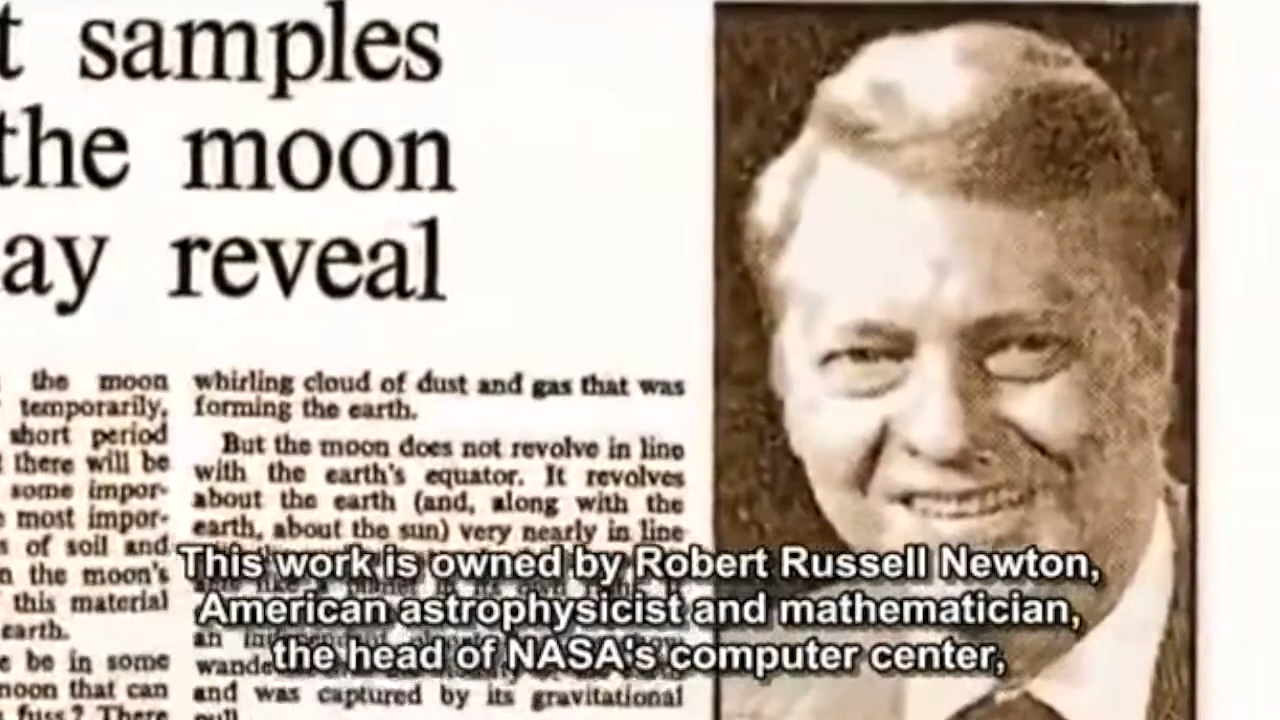 t samples
the moon
ay reveal
the moon
temporarily,
short period
there will be
some impor-
most impor-
s of soil and
n the moon's
this material
earth.
e be in some
moon that can
fuss? There
whirling cloud of dust and gas that was
forming the earth.
But the moon does not revolve in line
with the earth's equator. It revolves
about the earth (and, along with the
earth, about the sun) very nearly in line
and was captured by its gravitational
pull.
This work is owned by Robert Russell Newton,
American astrophysicist and mathematician,
the head of NASA's computer center,